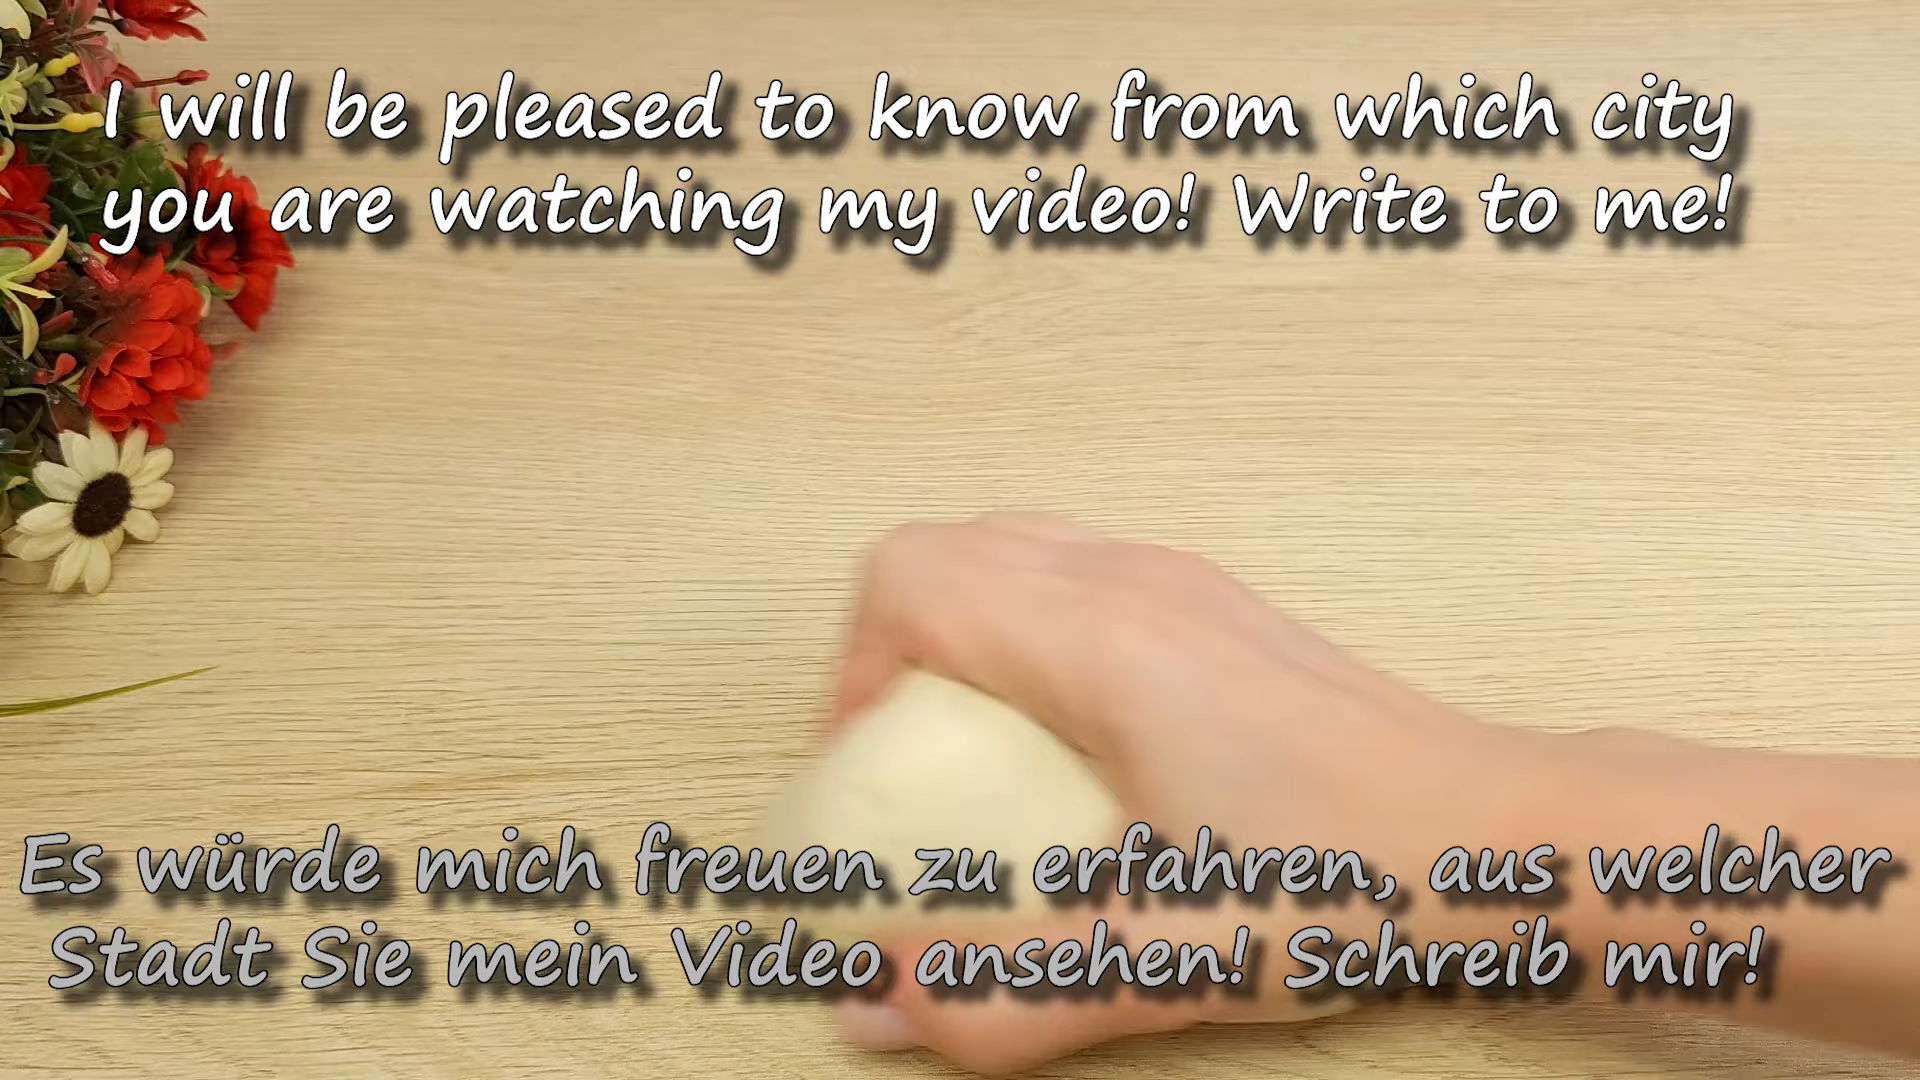 I will be pleased to know from which city
you are watching my video! Write to me!
Es würde mich freuen zu erfahren, aus welcher
Stadt Sie mein Video ansehen! Schreib mir!